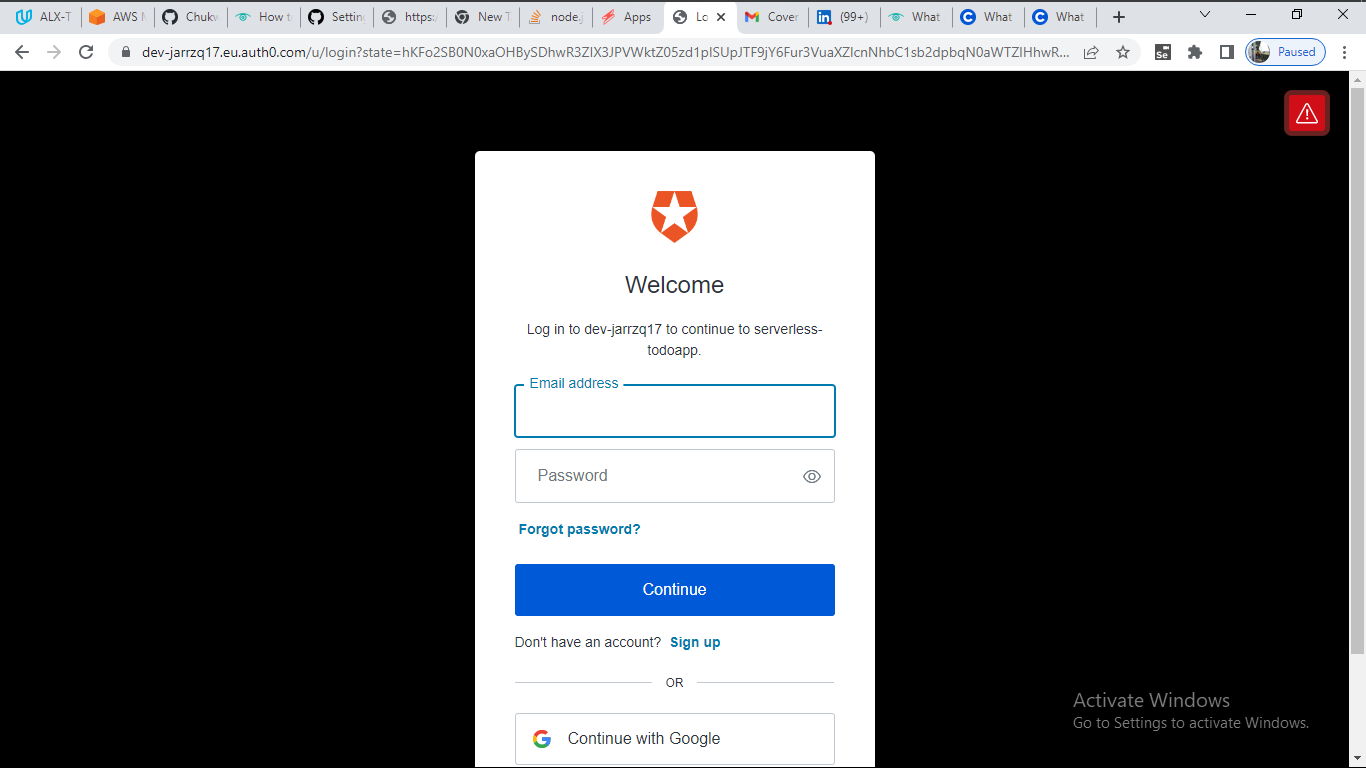 ALX-T
AWS
Chukw
How t
Settin
https:/
New T
node.j
Apps
Lo
Cover
(99+)
What
What
What
dev-jarrzq17.eu.auth0.com/u/login?state=
Se
Paused
Welcome
Log in to dev-jarrzq17 to continue to serverless-
todoapp.
Email address
Password
Forgot password?
Continue
Don't have an account? Sign up
OR
Continue with Google
Activate Windows
Go to Settings to activate Windows.